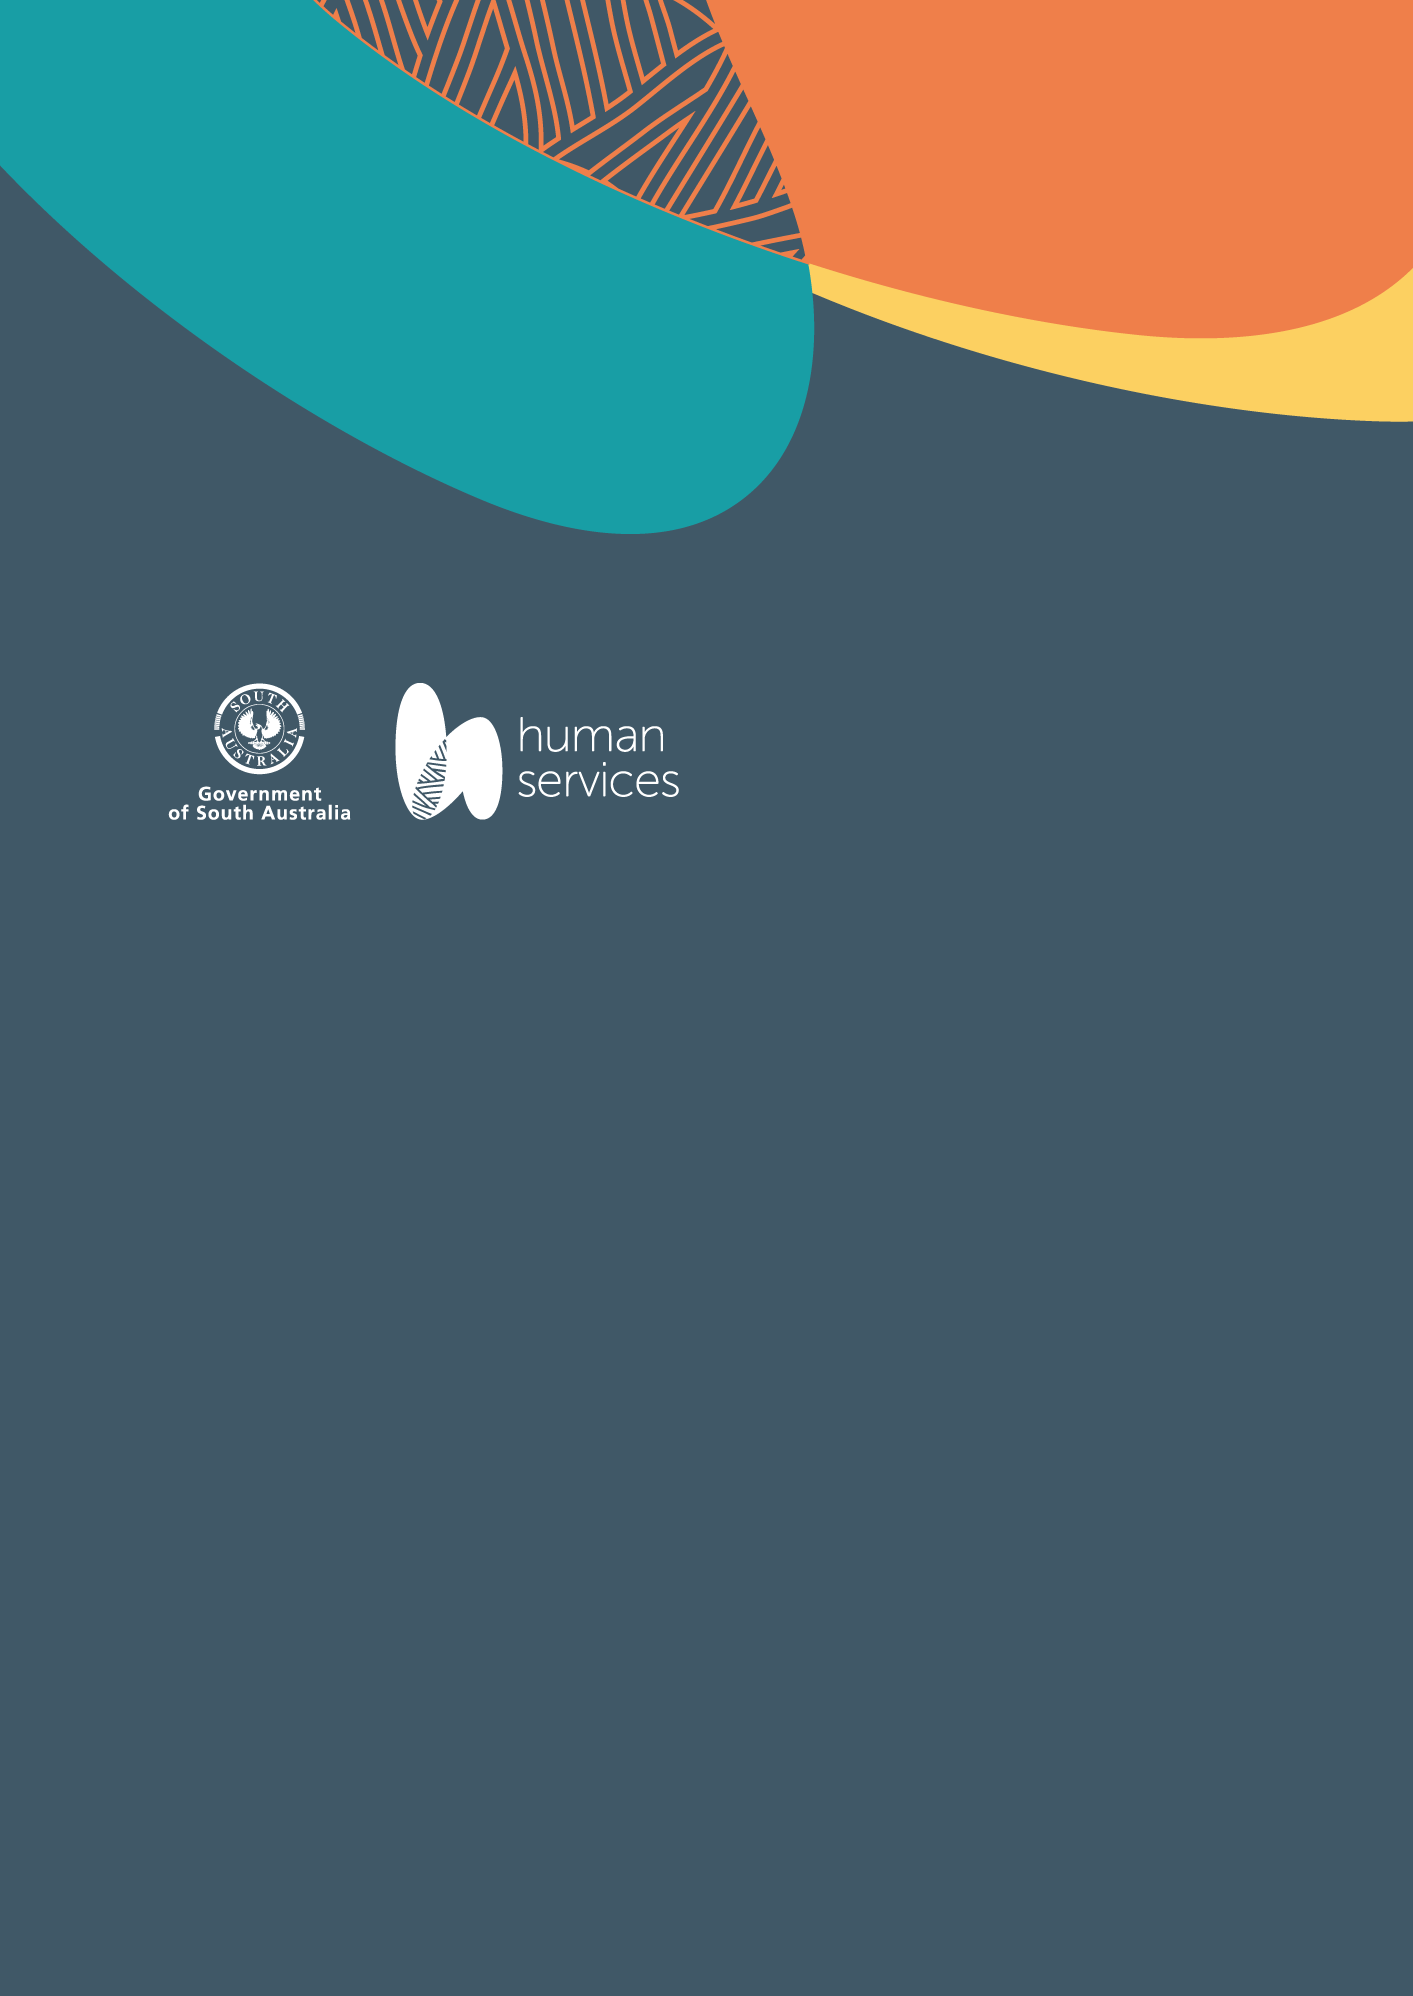 SOUTH
AUSTRALIA
Government
of South Australia
human
services